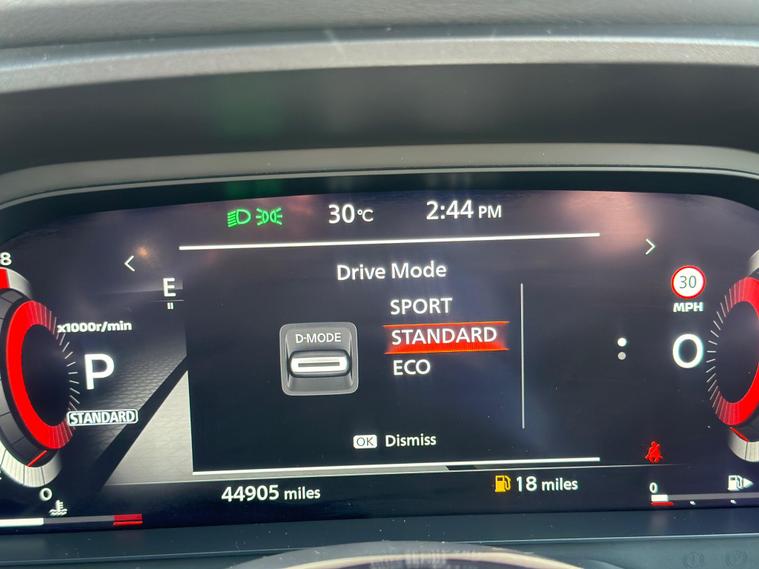 30°C
2:44 PM
8
Drive Mode
E
SPORT
30
MPH
x1000r/min
D-MODE
STANDARD
P
0
ECO
STANDARD
OK Dismiss
0
44905 miles
18 miles
0